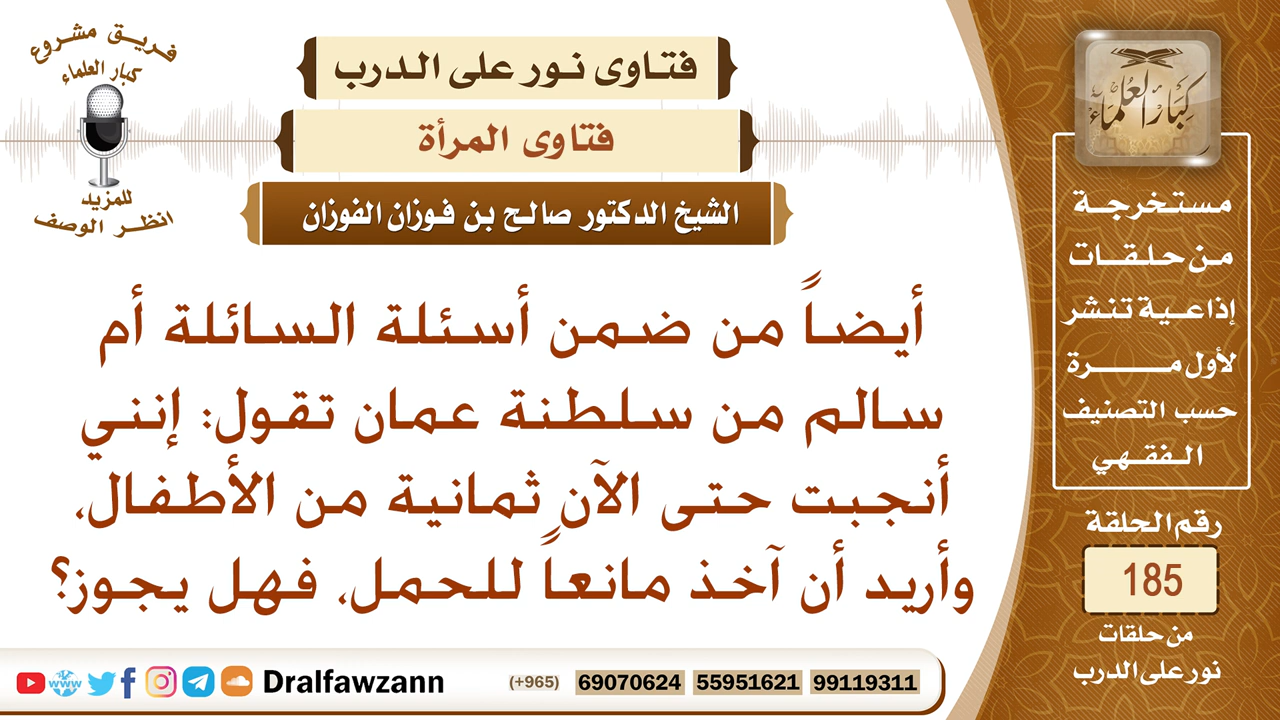 فريق مشروع
كبار العلماء
للمزيد
انظر الوصف
فتاوى نور على الدرب
فتاوى المرأة
الشيخ الدكتور صالح بن فوزان الفوزان
أيضاً من ضمن أسئلة السائلة أم
سالم من سلطنة عمان تقول: إنني
أنجبت حتى الآن ثمانية من الأطفال،
وأريد أن آخذ مانعاً للحمل، فهل يجوز؟
كبار العلماء
مستخرجة
من حلقات
إذاعية تنشر
لأول مرة
حسب التصنيف
الفقهي
رقم الحلقة
185
من حلقات
نور على الدرب
www Dralfawzann (+965) 69070624 55951621 99119311